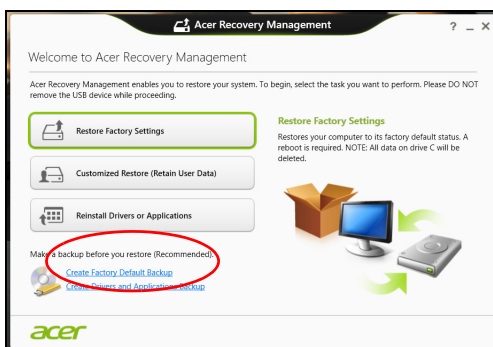 Acer Recovery Management
Welcome to Acer Recovery Management
Acer Recovery Management enables you to restore your system. To begin, select the task you want to perform. Please DO NOT
remove the USB device while proceeding.
Restore Factory Settings
Customized Restore (Retain User Data)
Reinstall Drivers or Applications
Make a backup before you restore (Recommended).
Create Factory Default Backup
Create Drivers and Applications Backup
Restore Factory Settings
Restores your computer to its factory default status. A
reboot is required. NOTE: All data on drive C will be
deleted.
acer